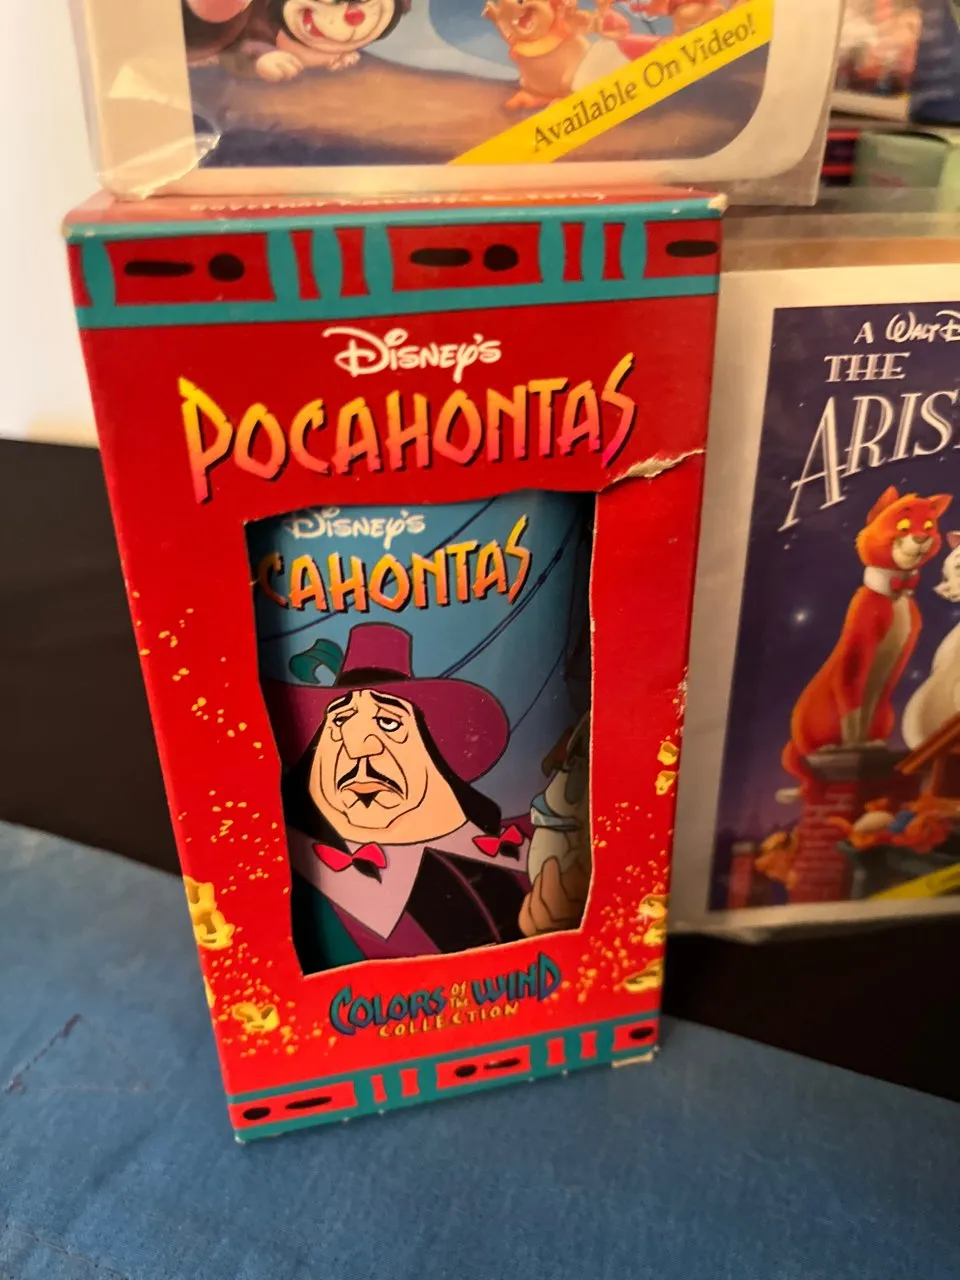 Available On Video!
DISNEY'S
POCAHONTAS
DISNEY'S
CAHONTAS
COLORS OF THE WIND
COLLECTION
A WALT D
THE
ARIS